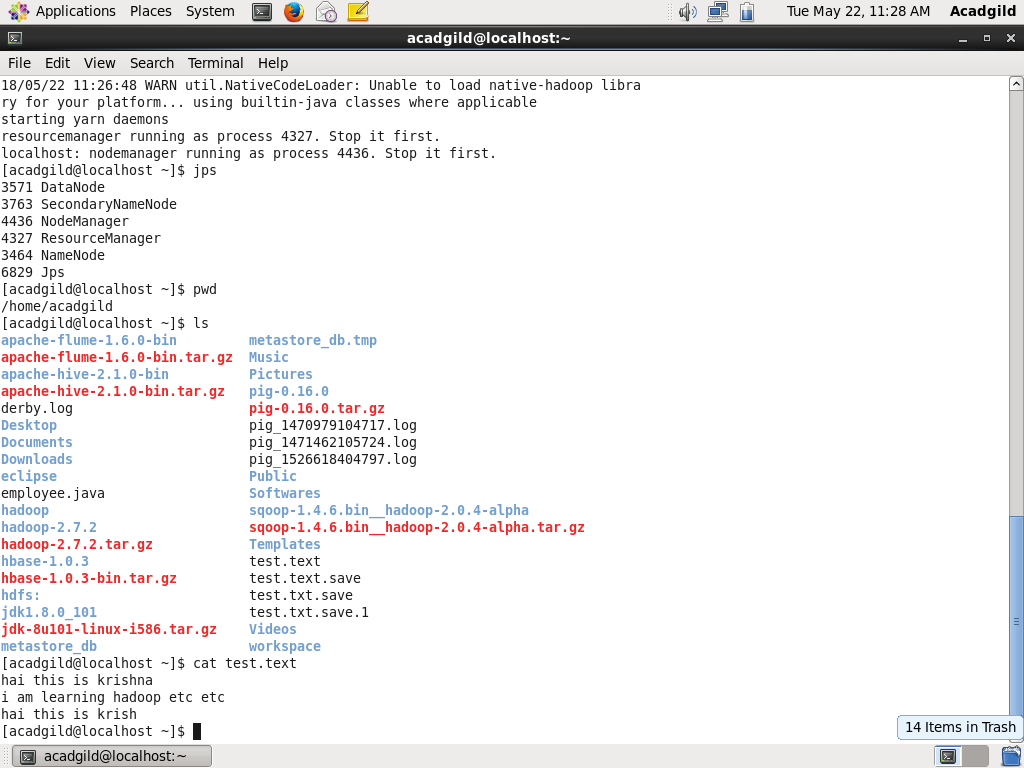 Applications Places System Tue May 22, 11:28 AM Acadgild
acadgild@localhost:~
File Edit View Search Terminal Help
18/05/22 11:26:48 WARN util.NativeCodeLoader: Unable to load native-hadoop libra
ry for your platform... using builtin-java classes where applicable
starting yarn daemons
resourcemanager running as process 4327. Stop it first.
localhost: nodemanager running as process 4436. Stop it first.
[acadgild@localhost ~]$ jps
3571 DataNode
3763 SecondaryNameNode
4436 NodeManager
4327 ResourceManager
3464 NameNode
6829 Jps
[acadgild@localhost ~]$ pwd
/home/acadgild
[acadgild@localhost ~]$ ls
apache-flume-1.6.0-bin metastore_db.tmp
apache-flume-1.6.0-bin.tar.gz Music
apache-hive-2.1.0-bin Pictures
apache-hive-2.1.0-bin.tar.gz pig-0.16.0
derby.log pig-0.16.0.tar.gz
Desktop pig_1470979104717.log
Documents pig_1471462105724.log
Downloads pig_1526618404797.log
eclipse Public
employee.java Softwares
hadoop sqoop-1.4.6.bin__hadoop-2.0.4-alpha
hadoop-2.7.2 sqoop-1.4.6.bin__hadoop-2.0.4-alpha.tar.gz
hadoop-2.7.2.tar.gz Templates
hbase-1.0.3 test.text
hbase-1.0.3-bin.tar.gz test.text.save
hdfs: test.txt.save
jdk1.8.0_101 test.txt.save.1
jdk-8u101-linux-i586.tar.gz Videos
metastore_db workspace
[acadgild@localhost ~]$ cat test.text
hai this is krishna
i am learning hadoop etc etc
hai this is krish
[acadgild@localhost ~]$
14 Items in Trash
acadgild@localhost:~